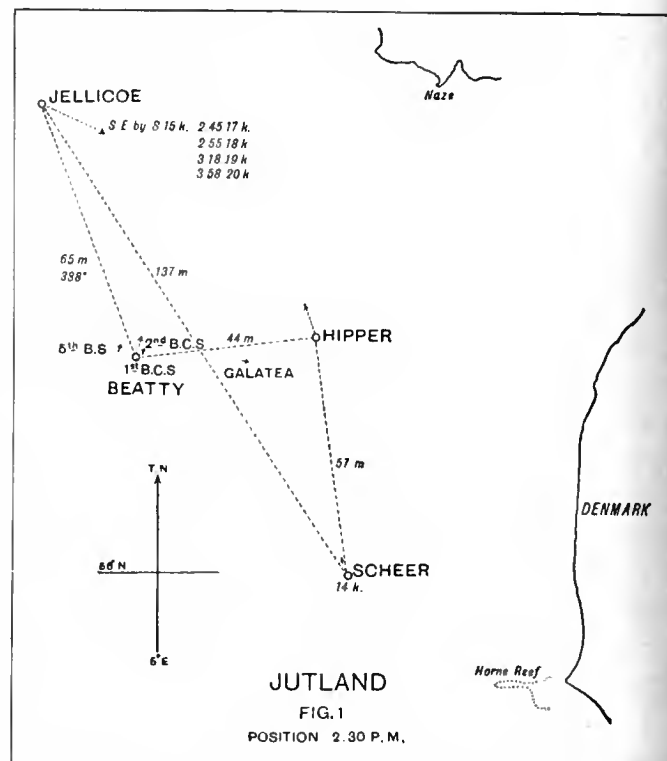 Naze
JELLICOE
S E by S 15 k. 2.45 17 k.
2.55 18 k
3.18 19 k
3.58 20 k
65 m
338°
137 m
5th B.S
2nd B.C.S
44 m
HIPPER
1st B.C.S
GALATEA
BEATTY
57 m
DENMARK
T. N
56° N
SCHEER
14 k.
6° E
Horne Reef
JUTLAND
FIG. 1
POSITION 2.30 P.M.